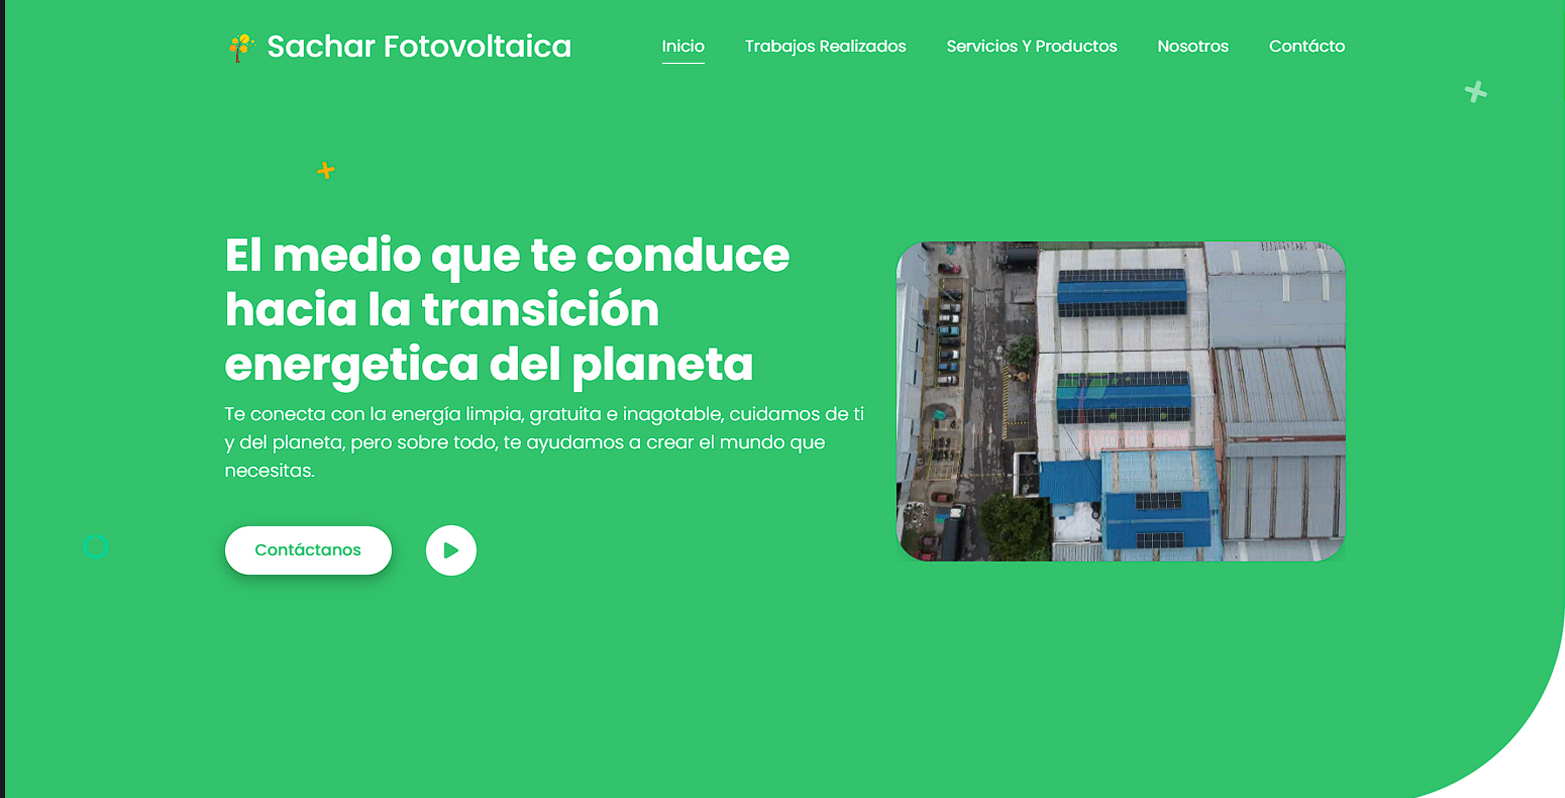 Sachar Fotovoltaica
Inicio
Trabajos Realizados
Servicios Y Productos
Nosotros
Contácto
El medio que te conduce
hacia la transición
energetica del planeta
Te conecta con la energía limpia, gratuita e inagotable, cuidamos de ti
y del planeta, pero sobre todo, te ayudamos a crear el mundo que
necesitas.
Contáctanos